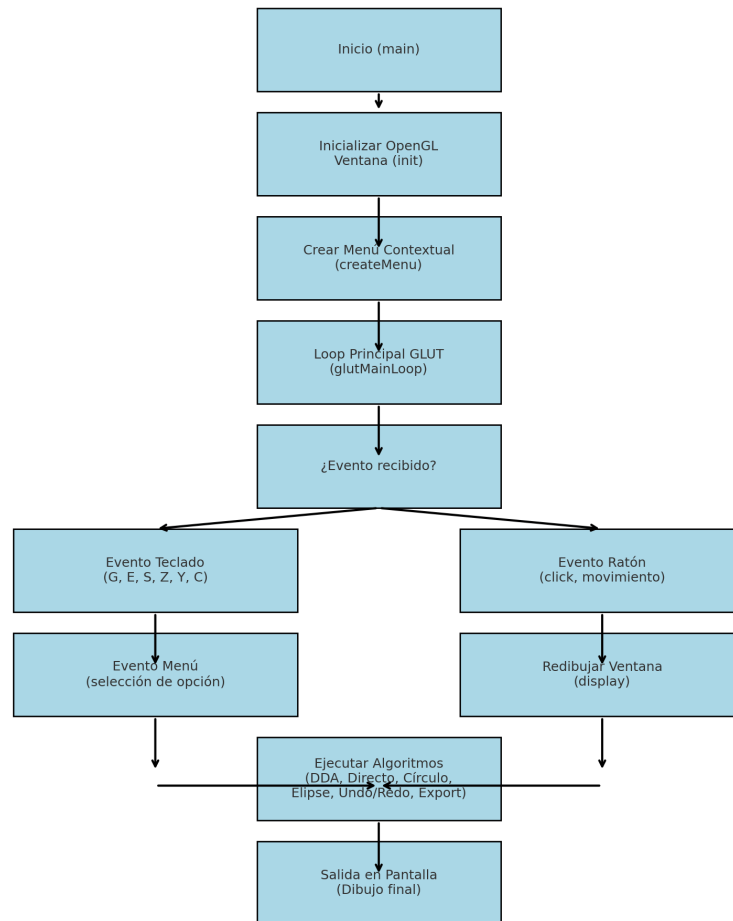 Inicio (main)
Inicializar OpenGL
Ventana (init)
Crear Menú Contextual
(createMenu)
Loop Principal GLUT
(glutMainLoop)
¿Evento recibido?
Evento Teclado
(G, E, S, Z, Y, C)
Evento Ratón
(click, movimiento)
Evento Menú
(selección de opción)
Redibujar Ventana
(display)
Ejecutar Algoritmos
(DDA, Directo, Círculo,
Elipse, Undo/Redo, Export)
Salida en Pantalla
(Dibujo final)